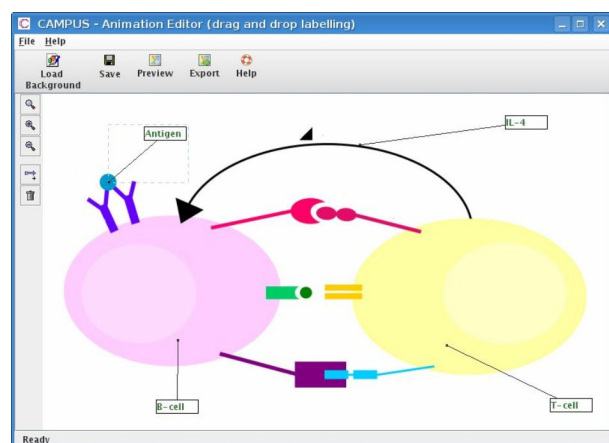 CAMPUS - Animation Editor (drag and drop labelling)
File Help
Load Background Save Preview Export Help
Antigen
IL-4
B-cell
T-cell
Ready